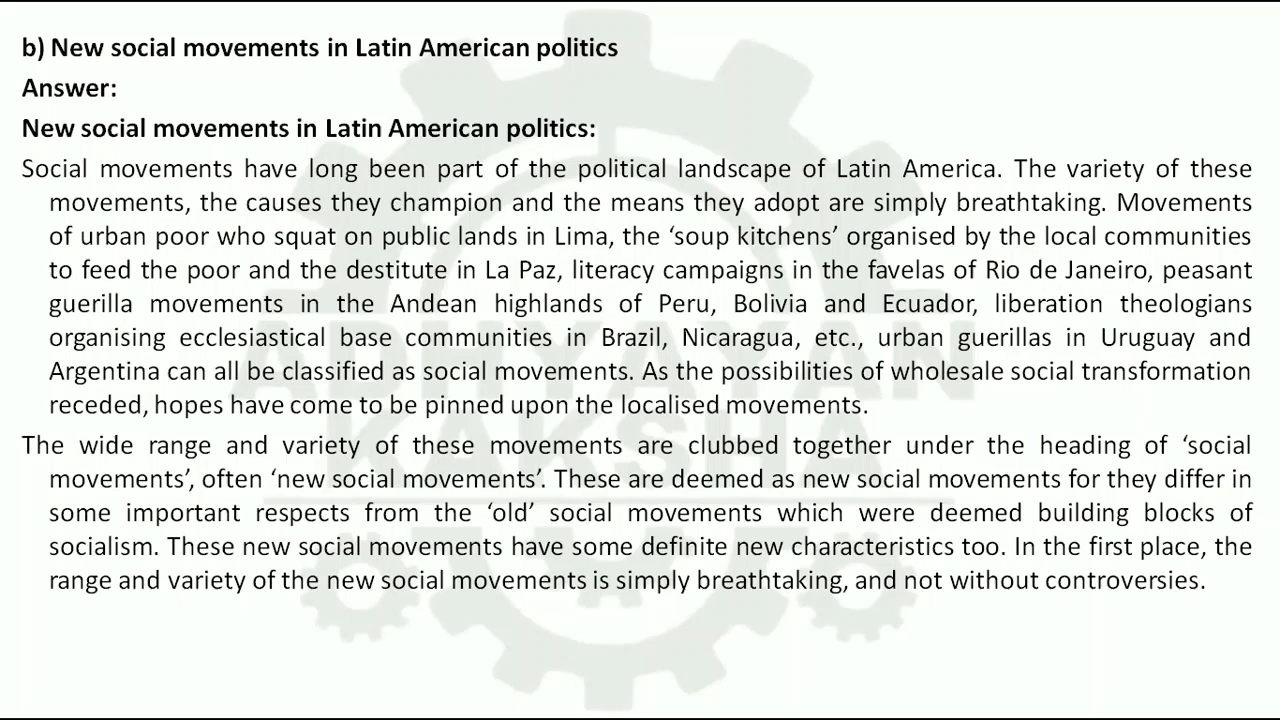 b) New social movements in Latin American politics
Answer:
New social movements in Latin American politics:
Social movements have long been part of the political landscape of Latin America. The variety of these
movements, the causes they champion and the means they adopt are simply breathtaking. Movements
of urban poor who squat on public lands in Lima, the ‘soup kitchens’ organised by the local communities
to feed the poor and the destitute in La Paz, literacy campaigns in the favelas of Rio de Janeiro, peasant
guerilla movements in the Andean highlands of Peru, Bolivia and Ecuador, liberation theologians
organising ecclesiastical base communities in Brazil, Nicaragua, etc., urban guerillas in Uruguay and
Argentina can all be classified as social movements. As the possibilities of wholesale social transformation
receded, hopes have come to be pinned upon the localised movements.
The wide range and variety of these movements are clubbed together under the heading of ‘social
movements’, often ‘new social movements’. These are deemed as new social movements for they differ in
some important respects from the ‘old’ social movements which were deemed building blocks of
socialism. These new social movements have some definite new characteristics too. In the first place, the
range and variety of the new social movements is simply breathtaking, and not without controversies.
ADHYAYAN
KAKSHA